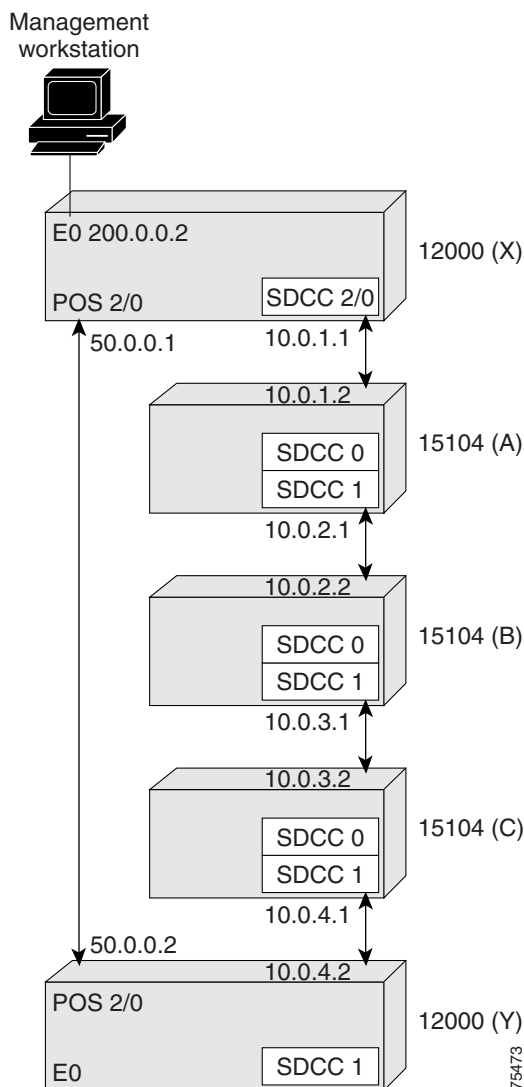 Management
workstation
E0 200.0.0.2
12000 (X)
POS 2/0
SDCC 2/0
50.0.0.1
10.0.1.1
10.0.1.2
15104 (A)
SDCC 0
SDCC 1
10.0.2.1
10.0.2.2
15104 (B)
SDCC 0
SDCC 1
10.0.3.1
10.0.3.2
15104 (C)
SDCC 0
SDCC 1
10.0.4.1
50.0.0.2
10.0.4.2
POS 2/0
12000 (Y)
E0
SDCC 1
75473